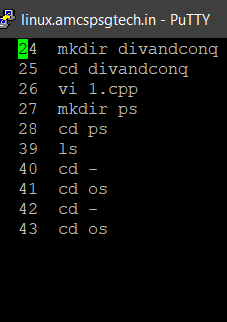 linux.amcspsgtech.in - PuTTY
24 mkdir divandconq
25 cd divandconq
26 vi 1.cpp
27 mkdir ps
28 cd ps
39 ls
40 cd -
41 cd os
42 cd -
43 cd os